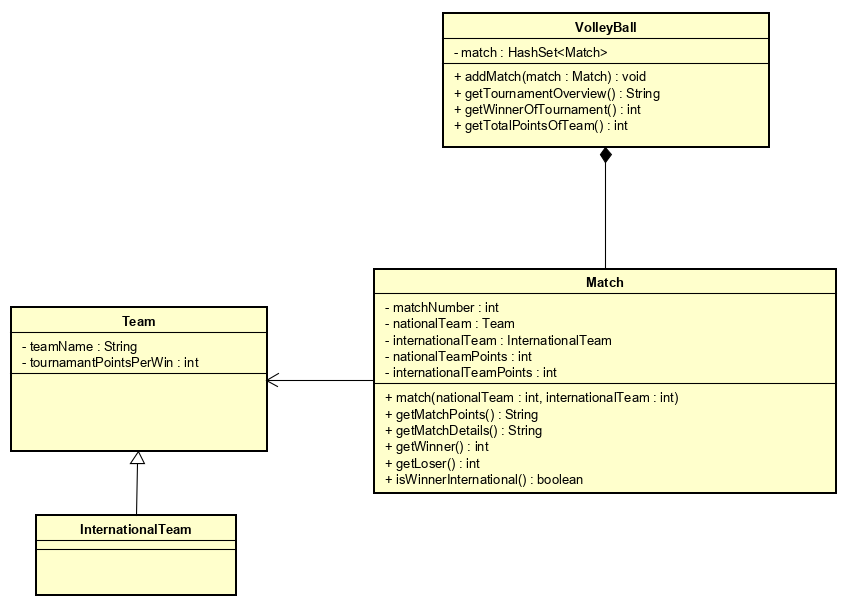 VolleyBall
- match : HashSet<Match>
+ addMatch(match : Match) : void
+ getTournamentOverview() : String
+ getWinnerOfTournament() : int
+ getTotalPointsOfTeam() : int
Match
- matchNumber : int
- nationalTeam : Team
- internationalTeam : InternationalTeam
- nationalTeamPoints : int
- internationalTeamPoints : int
+ match(nationalTeam : int, internationalTeam : int)
+ getMatchPoints() : String
+ getMatchDetails() : String
+ getWinner() : int
+ getLoser() : int
+ isWinnerInternational() : boolean
Team
- teamName : String
- tournamantPointsPerWin : int
InternationalTeam